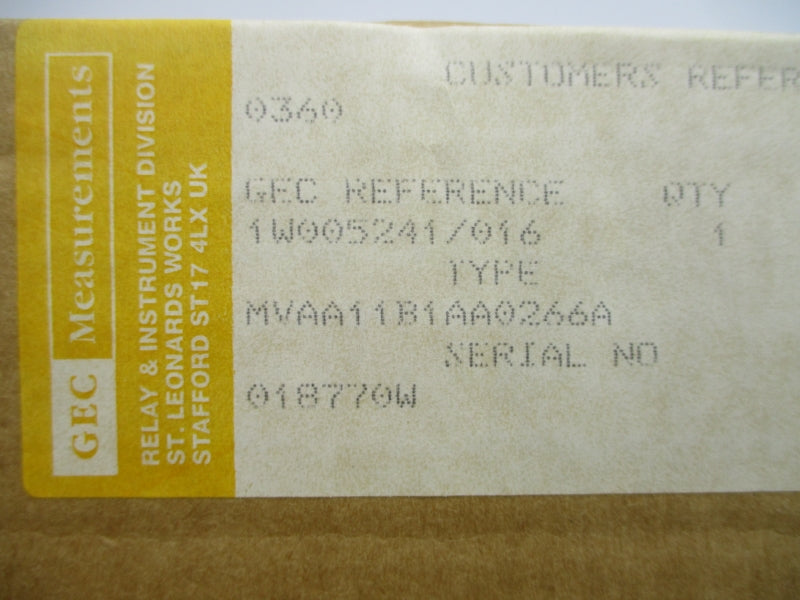 GEC Measurements
RELAY & INSTRUMENT DIVISION
ST. LEONARDS WORKS
STAFFORD ST17 4LX UK
CUSTOMERS REFER
0360
GEC REFERENCE QTY
1W005241/016 1
TYPE
MVAA11B1AA0266A
SERIAL NO
018770W